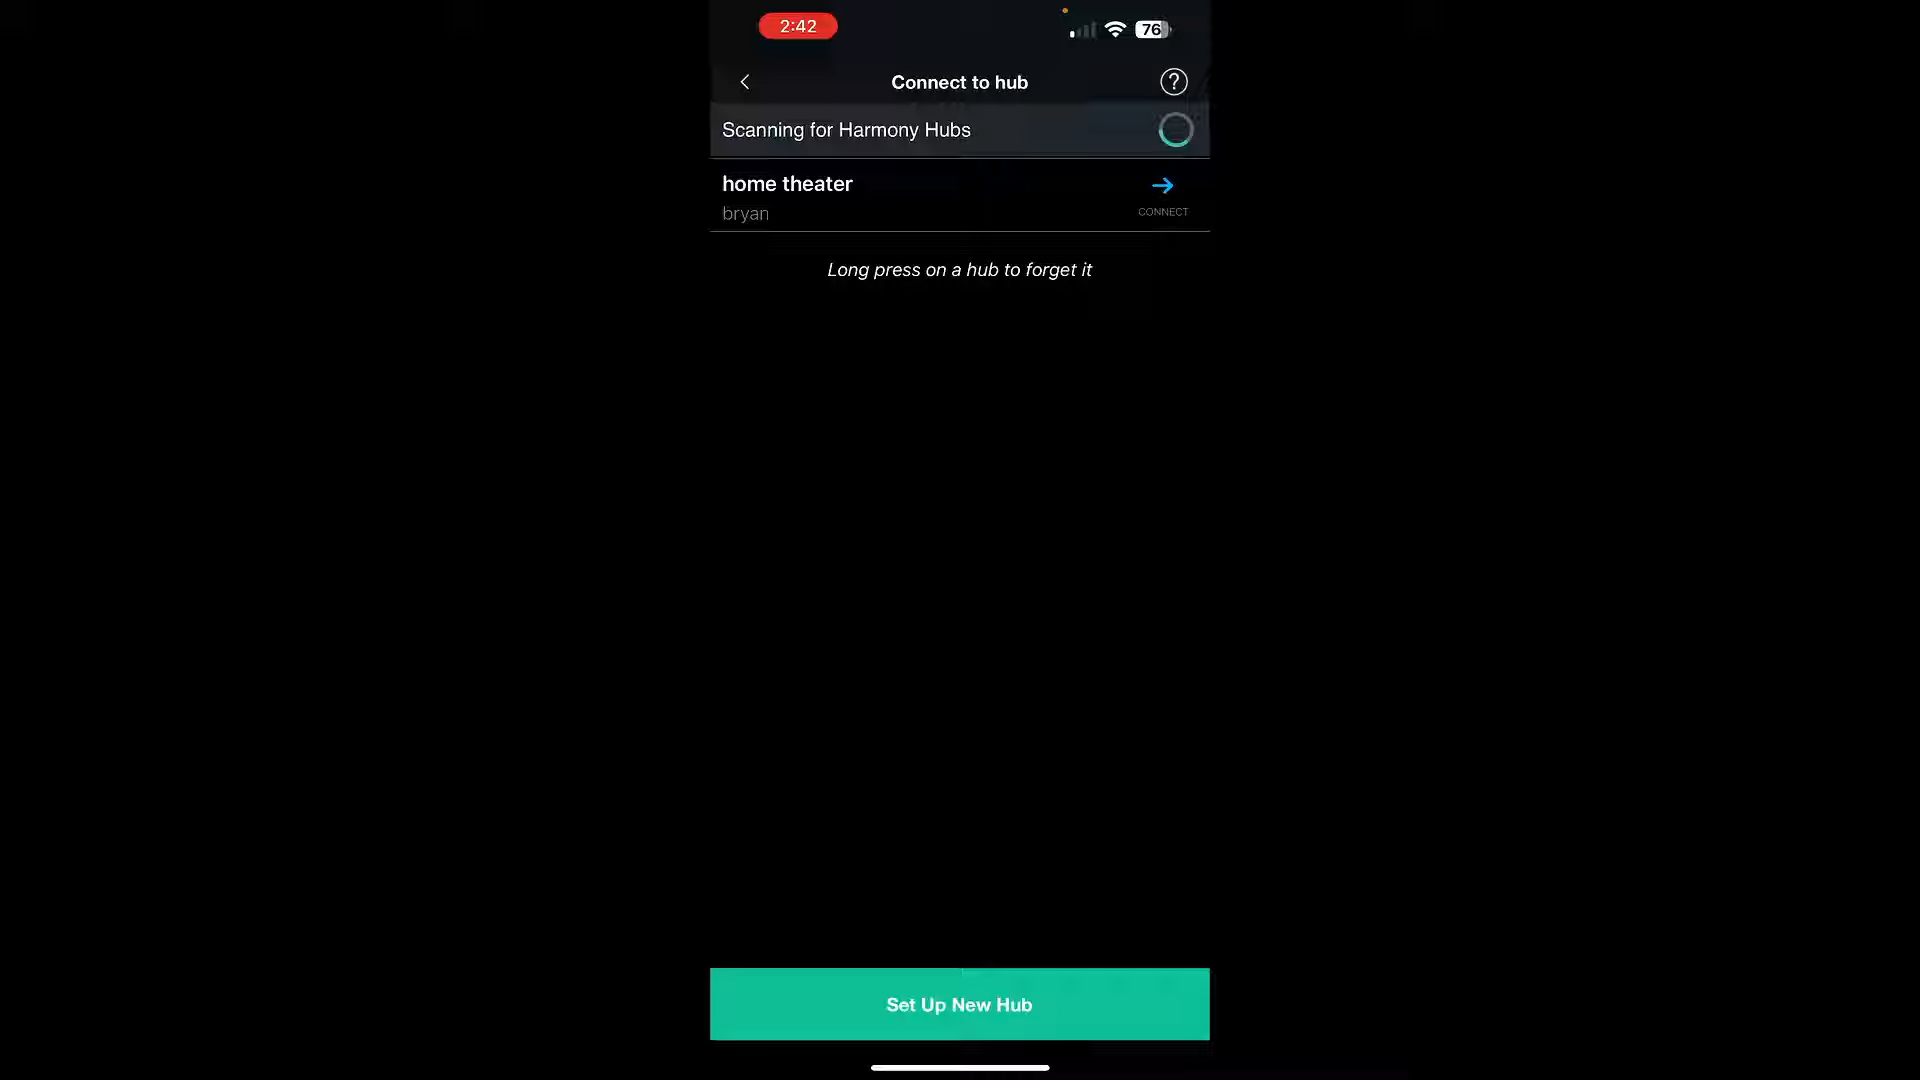 2:42
76
Connect to hub
?
Scanning for Harmony Hubs
home theater
bryan
CONNECT
Long press on a hub to forget it
Set Up New Hub